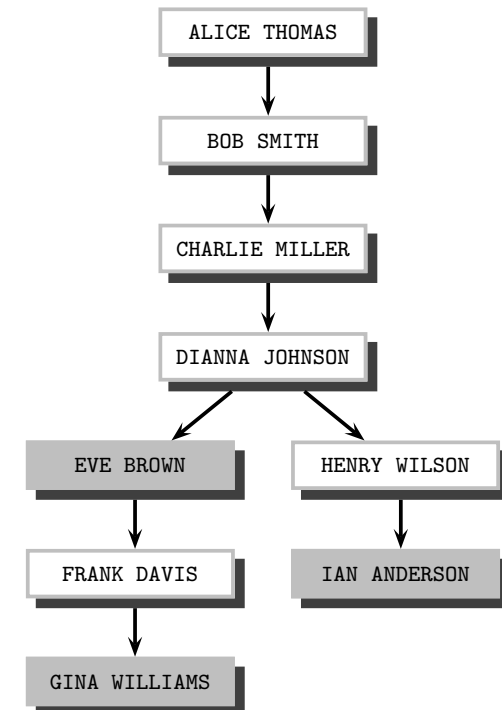 ALICE THOMAS
BOB SMITH
CHARLIE MILLER
DIANNA JOHNSON
EVE BROWN
HENRY WILSON
FRANK DAVIS
IAN ANDERSON
GINA WILLIAMS